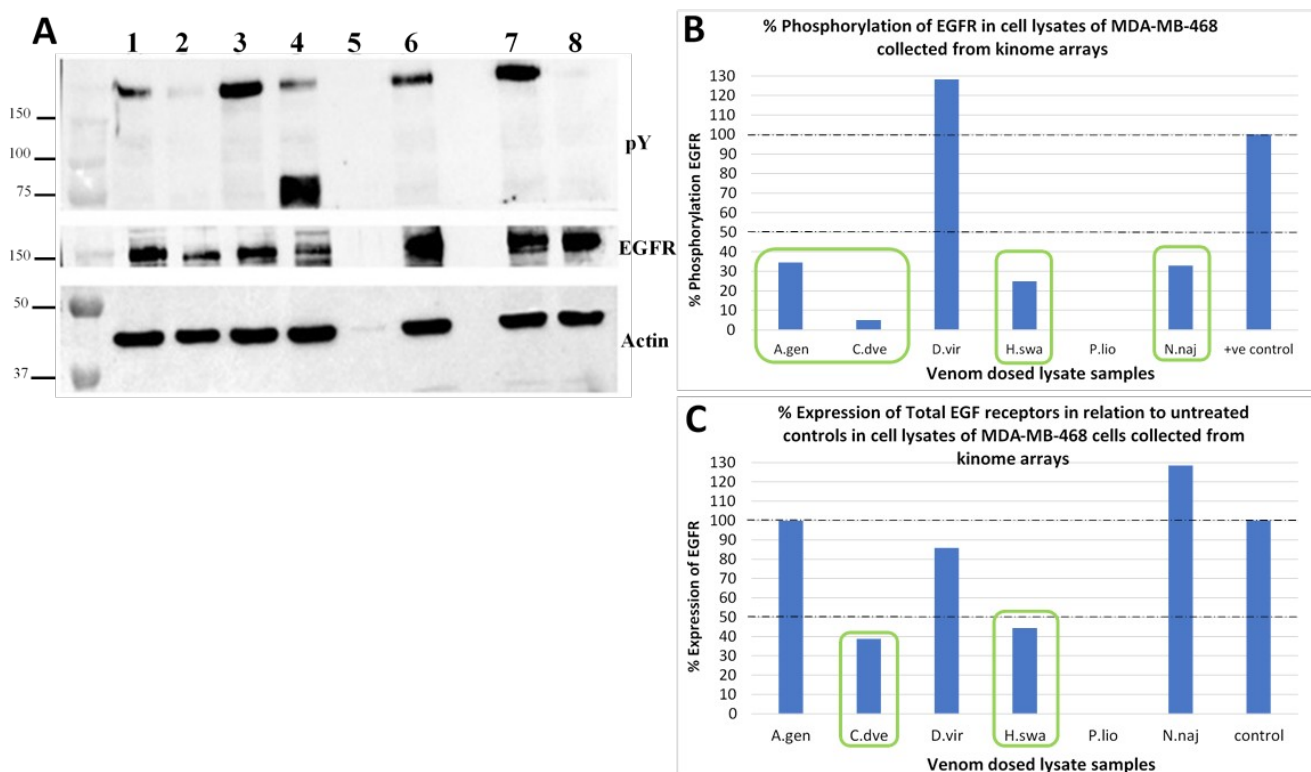 A
1 2 3 4 5 6 7 8
150
100
75
pY
150
EGFR
50
37
Actin
B
% Phosphorylation of EGFR in cell lysates of MDA-MB-468
collected from kinome arrays
% Phosphorylation EGFR
130
120
110
100
90
80
70
60
50
40
30
20
10
0
A.gen C.dve D.vir H.swa P.lio N.naj +ve control
Venom dosed lysate samples
C
% Expression of Total EGF receptors in relation to untreated
controls in cell lysates of MDA-MB-468 cells collected from
kinome arrays
% Expression of EGFR
130
120
110
100
90
80
70
60
50
40
30
20
10
0
A.gen C.dve D.vir H.swa P.lio N.naj control
Venom dosed lysate samples